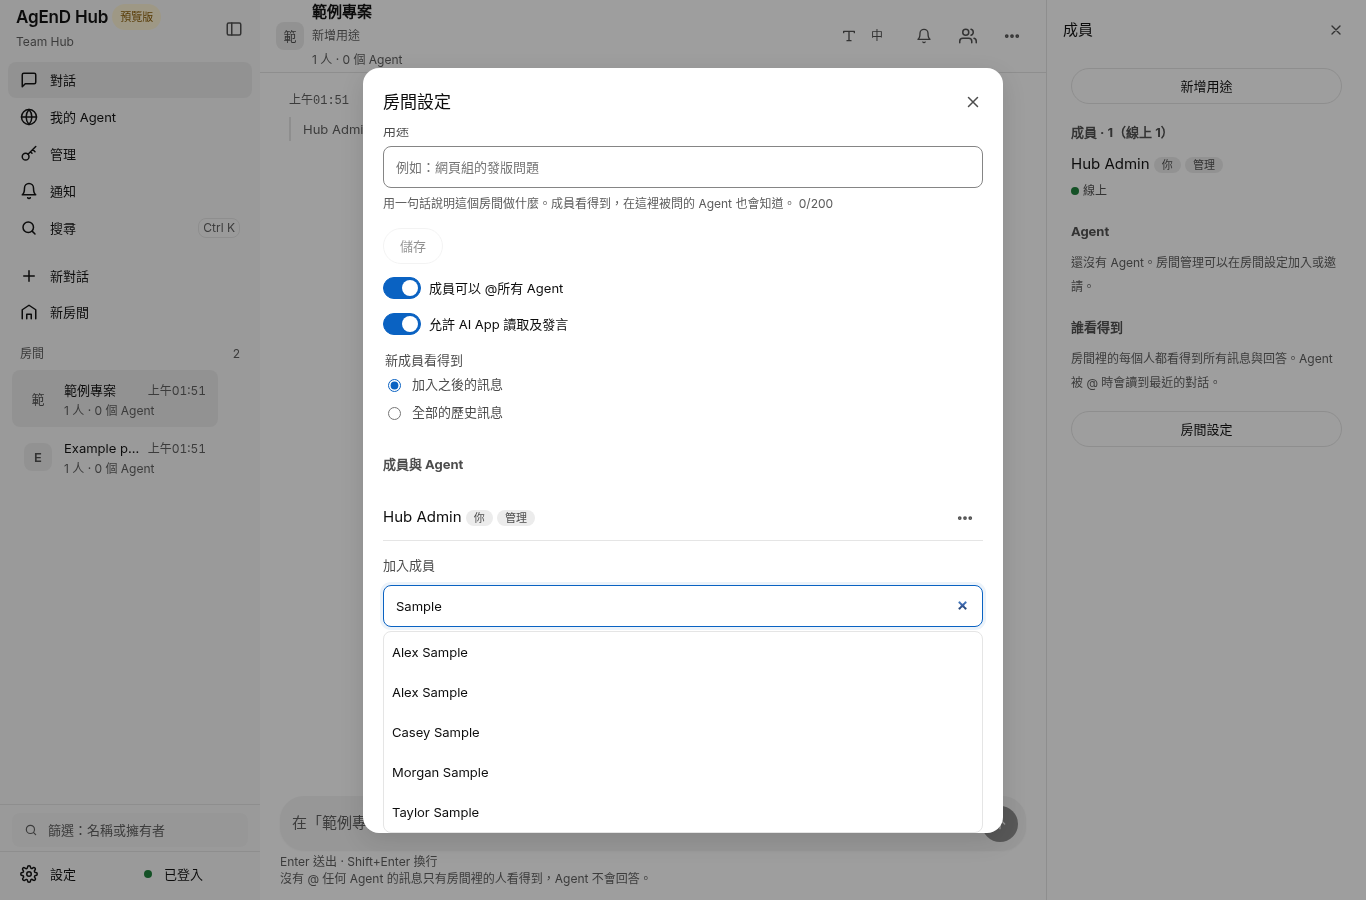 AgEnD Hub 預覽版
Team Hub
對話
我的 Agent
管理
通知
搜尋 Ctrl K
新對話
新房間
房間 2
範 範例專案 上午01:51
1 人 · 0 個 Agent
E Example p... 上午01:51
1 人 · 0 個 Agent
篩選：名稱或擁有者
設定 已登入
範 範例專案
新增用途
1 人 · 0 個 Agent
中
上午01:51
Hub Admi
房間設定
用途
例如：網頁組的發版問題
用一句話說明這個房間做什麼。成員看得到，在這裡被問的 Agent 也會知道。 0/200
儲存
成員可以 @所有 Agent
允許 AI App 讀取及發言
新成員看得到
加入之後的訊息
全部的歷史訊息
成員與 Agent
Hub Admin 你 管理
加入成員
Sample
Alex Sample
Alex Sample
Casey Sample
Morgan Sample
Taylor Sample
在「範例專
Enter 送出 · Shift+Enter 換行
沒有 @ 任何 Agent 的訊息只有房間裡的人看得到，Agent 不會回答。
成員
新增用途
成員 · 1（線上 1）
Hub Admin 你 管理
線上
Agent
還沒有 Agent。房間管理可以在房間設定加入或邀
請。
誰看得到
房間裡的每個人都看得到所有訊息與回答。Agent
被 @ 時會讀到最近的對話。
房間設定